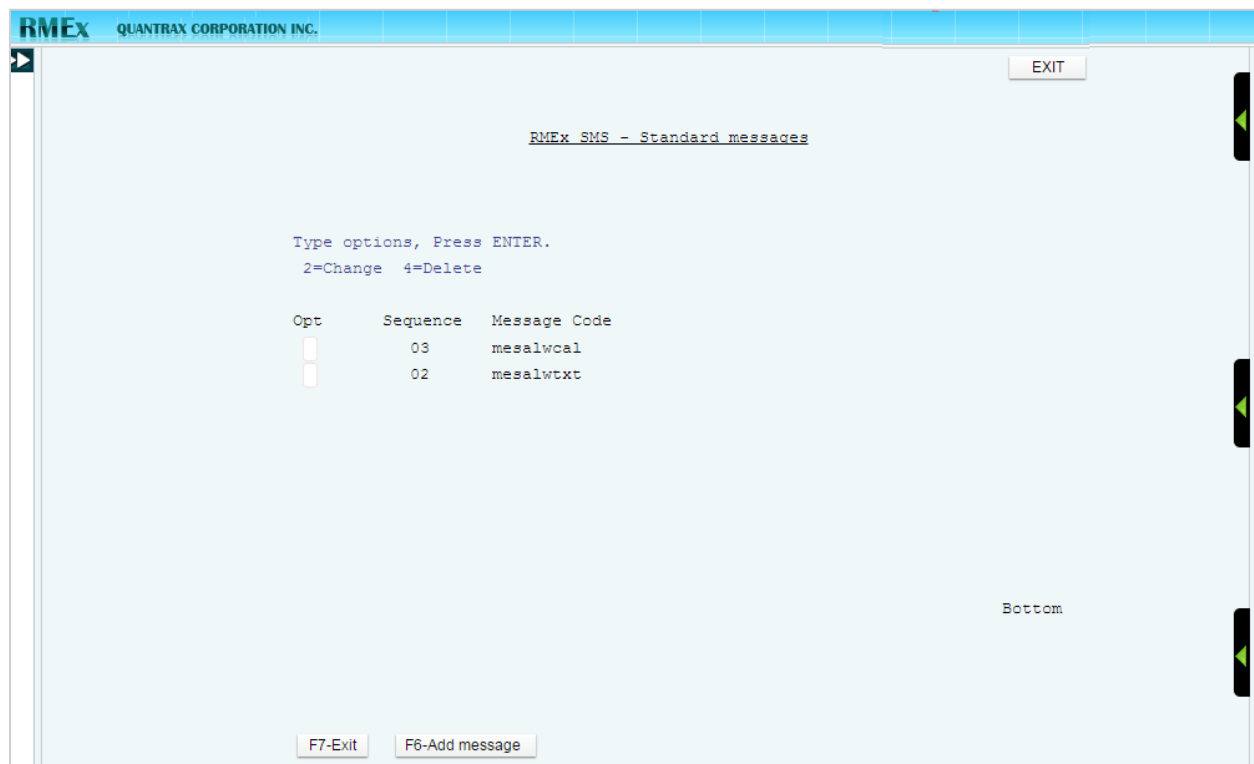 RMEx QUANTRAX CORPORATION INC.
EXIT
RMEx SMS - Standard messages
Type options, Press ENTER.
2=Change 4=Delete
Opt Sequence Message Code
03 mesalwcal
02 mesalwtxt
Bottom
F7-Exit F6-Add message